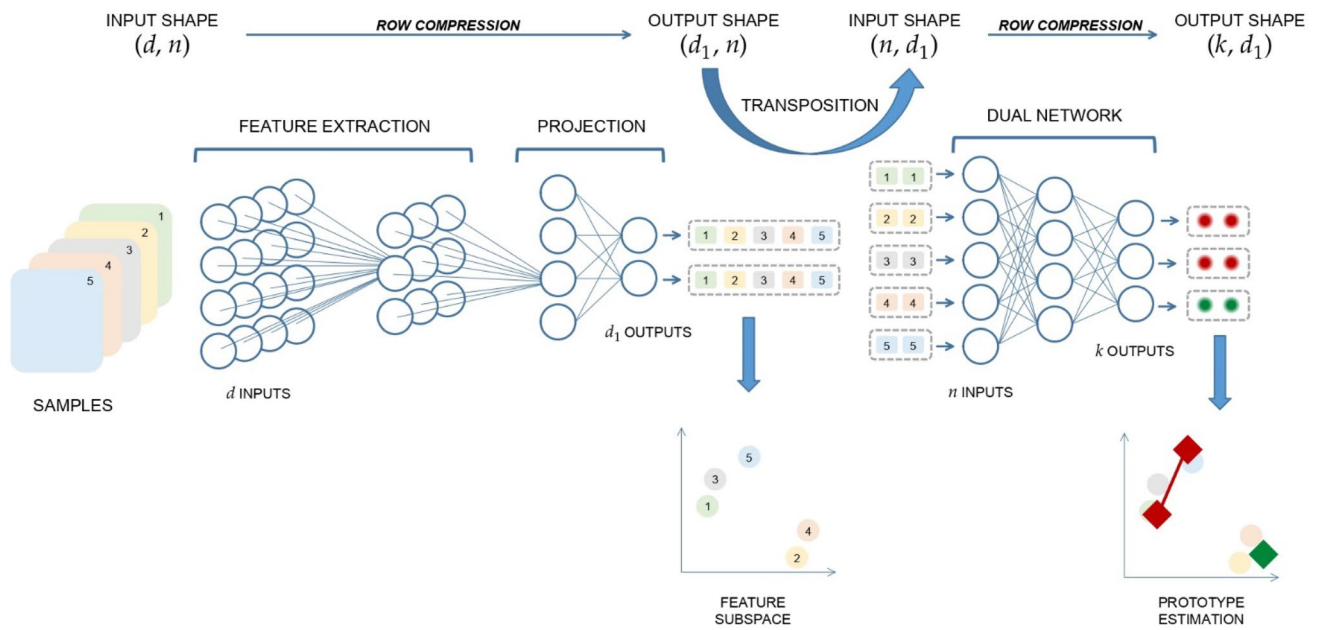 INPUT SHAPE
(d, n)
ROW COMPRESSION
OUTPUT SHAPE
(d₁, n)
INPUT SHAPE
(n, d₁)
ROW COMPRESSION
OUTPUT SHAPE
(k, d₁)
TRANSPOSITION
FEATURE EXTRACTION
PROJECTION
DUAL NETWORK
1
2
3
4
5
SAMPLES
d INPUTS
1 2 3 4 5
1 2 3 4 5
d₁ OUTPUTS
1 1
2 2
3 3
4 4
5 5
n INPUTS
k OUTPUTS
5
3
1
4
2
FEATURE
SUBSPACE
PROTOTYPE
ESTIMATION